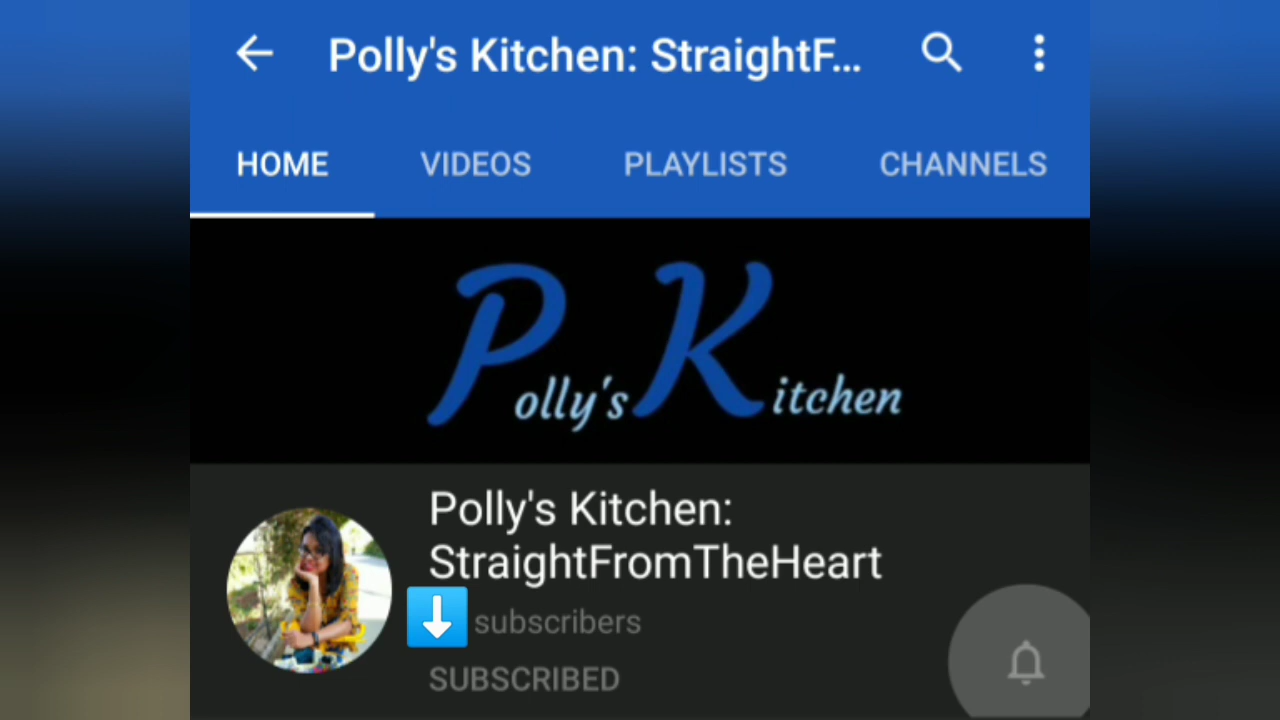 Polly's Kitchen: StraightF...
HOME VIDEOS PLAYLISTS CHANNELS
Polly's Kitchen
Polly's Kitchen:
StraightFromTheHeart
subscribers
SUBSCRIBED